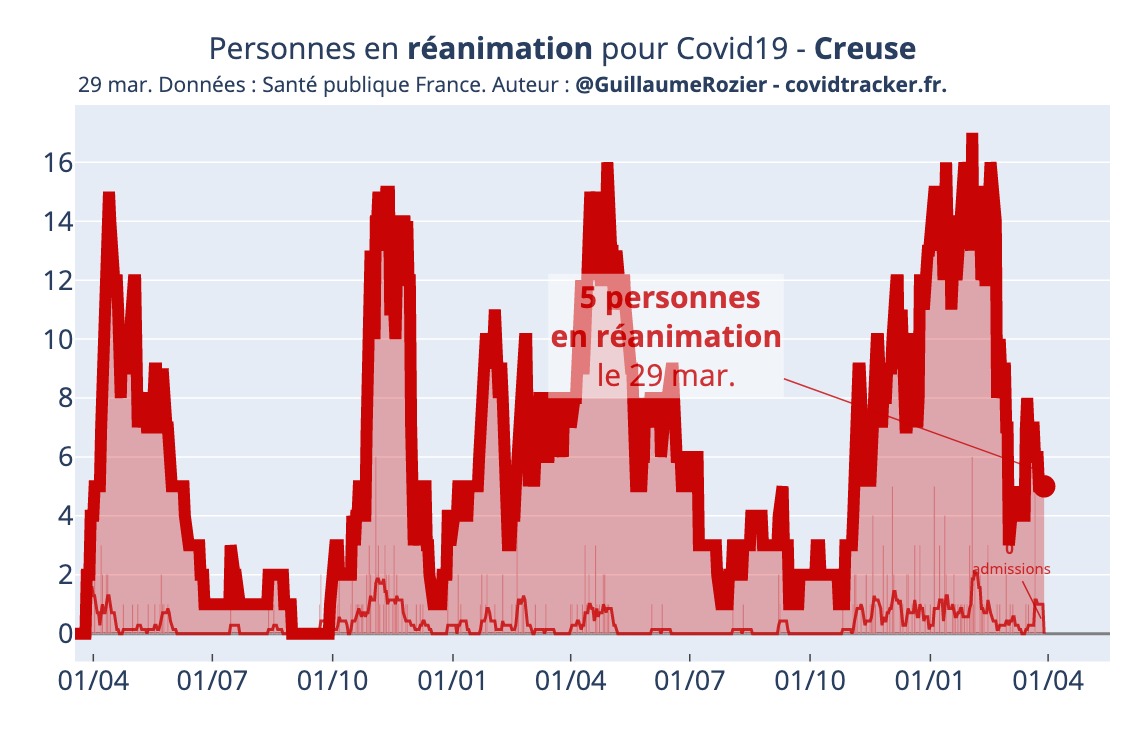 Personnes en réanimation pour Covid19 - Creuse
29 mar. Données : Santé publique France. Auteur : @GuillaumeRozier - covidtracker.fr.
16
14
12
10
8
6
4
2
0
5 personnes
en réanimation
le 29 mar.
0
admissions
01/04 01/07 01/10 01/01 01/04 01/07 01/10 01/01 01/04